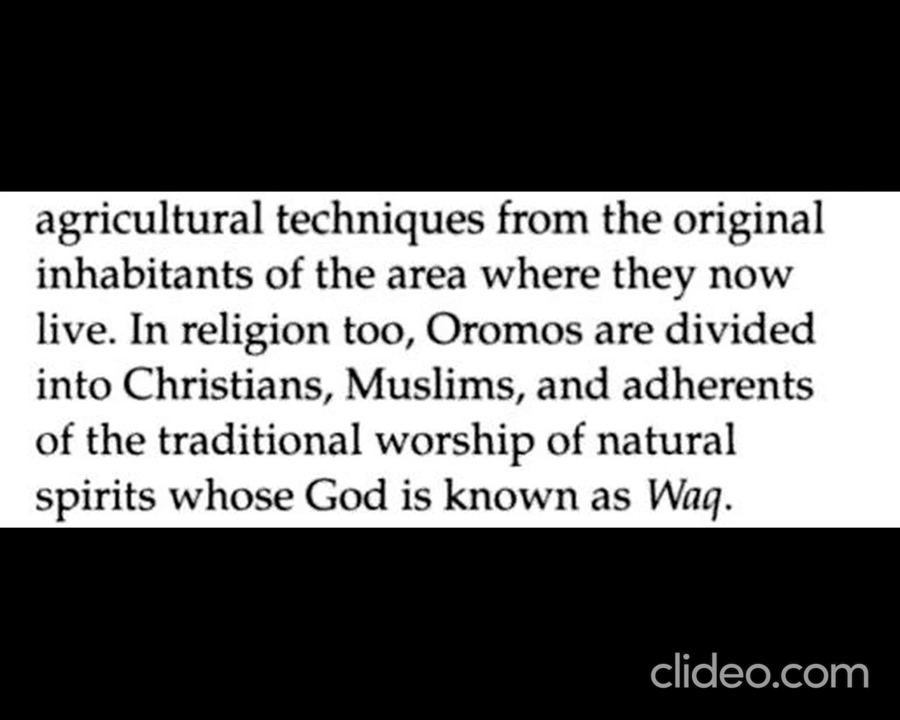 agricultural techniques from the original
inhabitants of the area where they now
live. In religion too, Oromos are divided
into Christians, Muslims, and adherents
of the traditional worship of natural
spirits whose God is known as Waq.
clideo.com